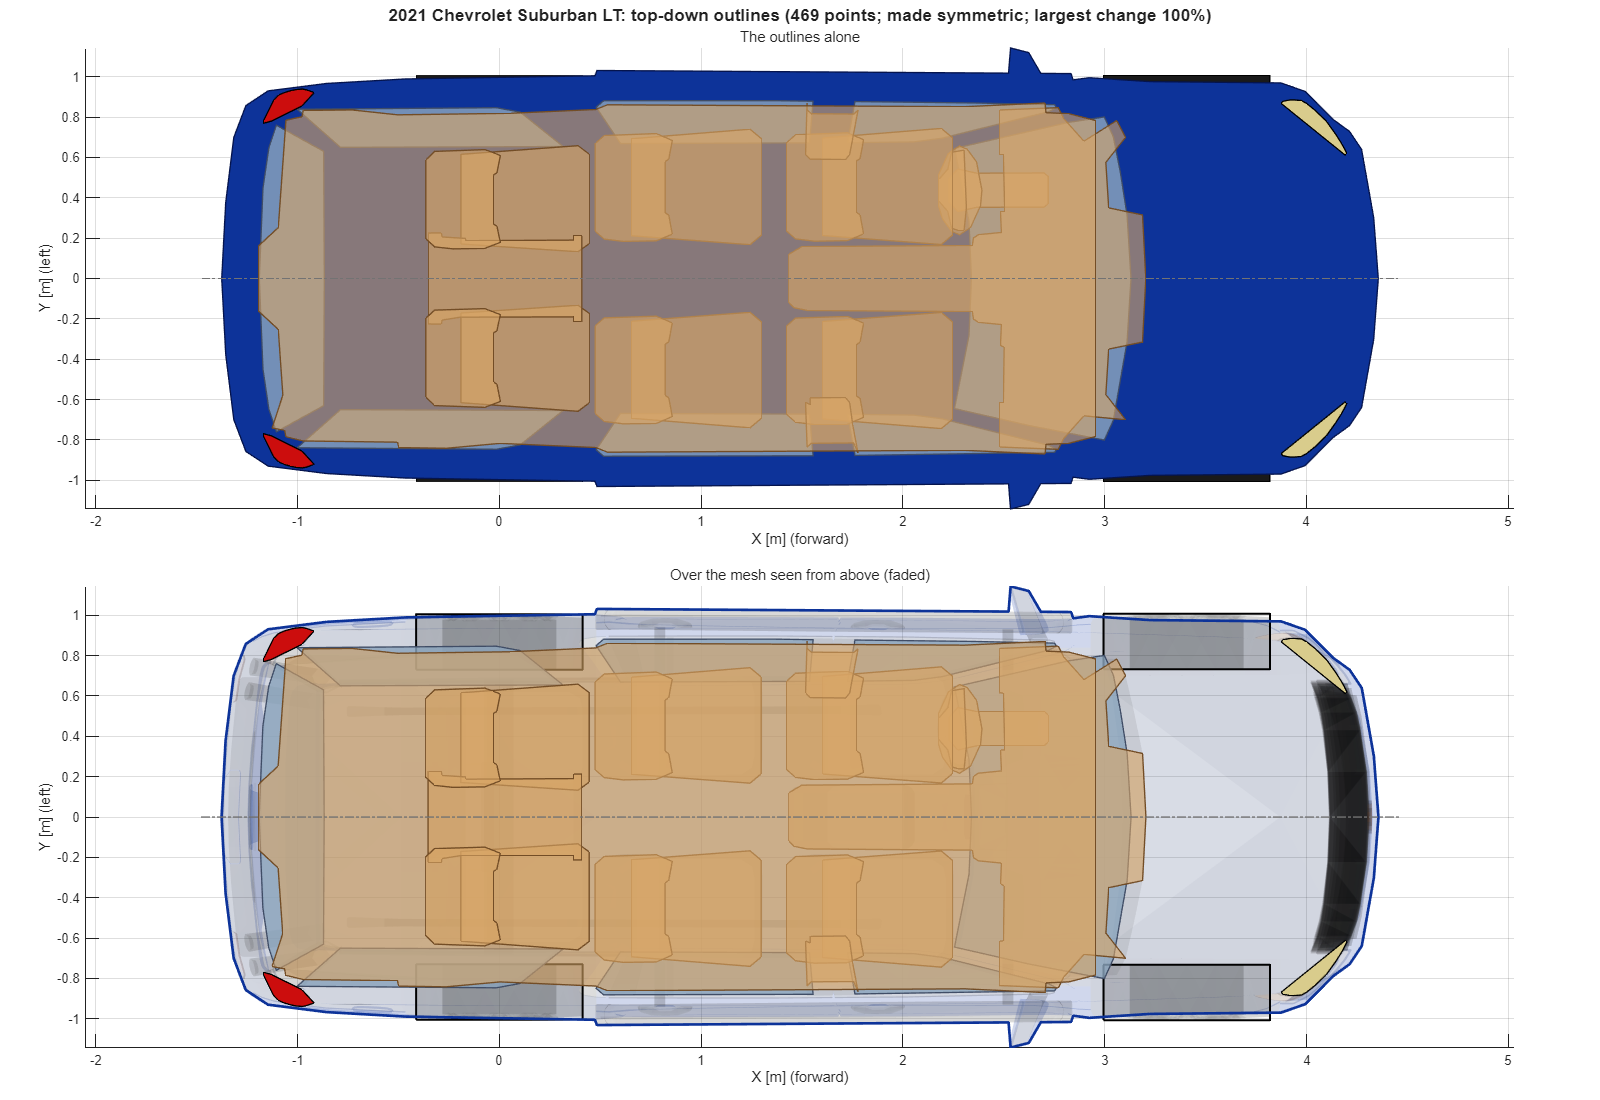 2021 Chevrolet Suburban LT: top-down outlines (469 points; made symmetric; largest change 100%)
The outlines alone
1
0.8
0.6
0.4
0.2
0
-0.2
-0.4
-0.6
-0.8
-1
Y [m] (left)
-2 -1 0 1 2 3 4 5
X [m] (forward)
Over the mesh seen from above (faded)
1
0.8
0.6
0.4
0.2
0
-0.2
-0.4
-0.6
-0.8
-1
Y [m] (left)
-2 -1 0 1 2 3 4 5
X [m] (forward)